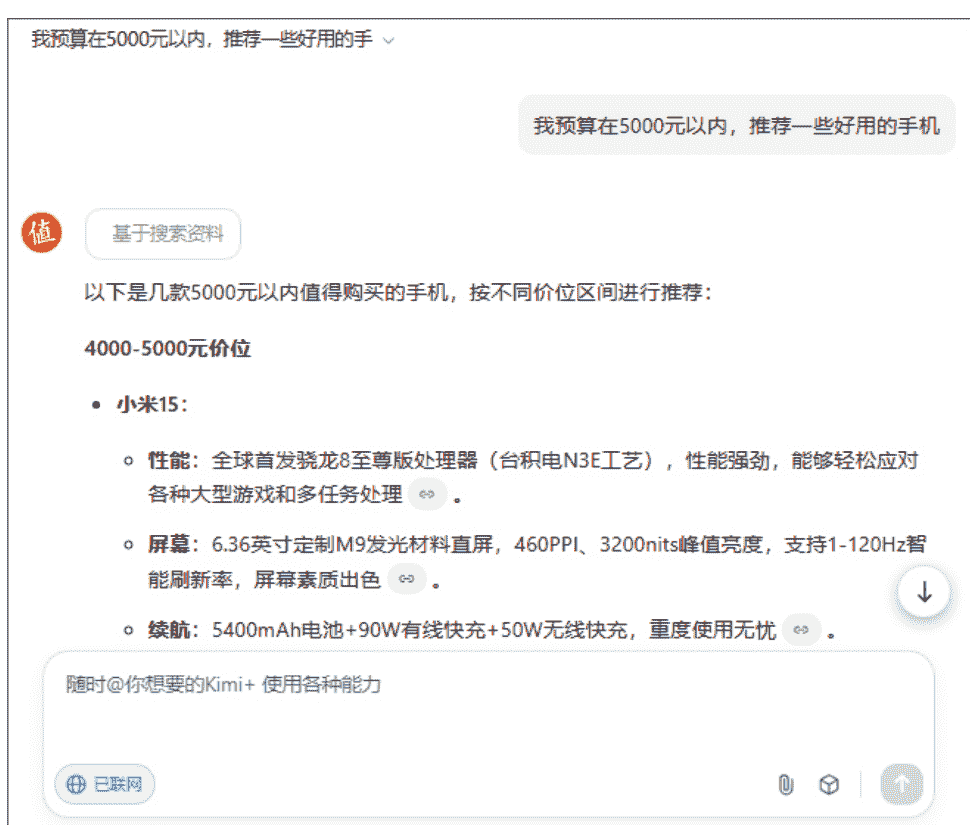 我预算在5000元以内，推荐一些好用的手
我预算在5000元以内，推荐一些好用的手机
值
基于搜索资料
以下是几款5000元以内值得购买的手机，按不同价位区间进行推荐：
4000-5000元价位
• 小米15：
◦ 性能：全球首发骁龙8至尊版处理器（台积电N3E工艺），性能强劲，能够轻松应对
各种大型游戏和多任务处理 。
◦ 屏幕：6.36英寸定制M9发光材料直屏，460PPI、3200nits峰值亮度，支持1-120Hz智
能刷新率，屏幕素质出色 。
◦ 续航：5400mAh电池+90W有线快充+50W无线快充，重度使用无忧 。
随时@你想要的Kimi+ 使用各种能力
已联网